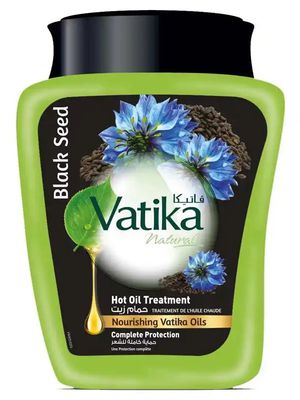 Black Seed
ڤاتيكا
Vatika
Naturals
Hot Oil Treatment
حمام زيت TRAITEMENT DE L'HUILE CHAUDE
Nourishing Vatika Oils
Complete Protection
حماية كاملة للشعر
Une Protection complète